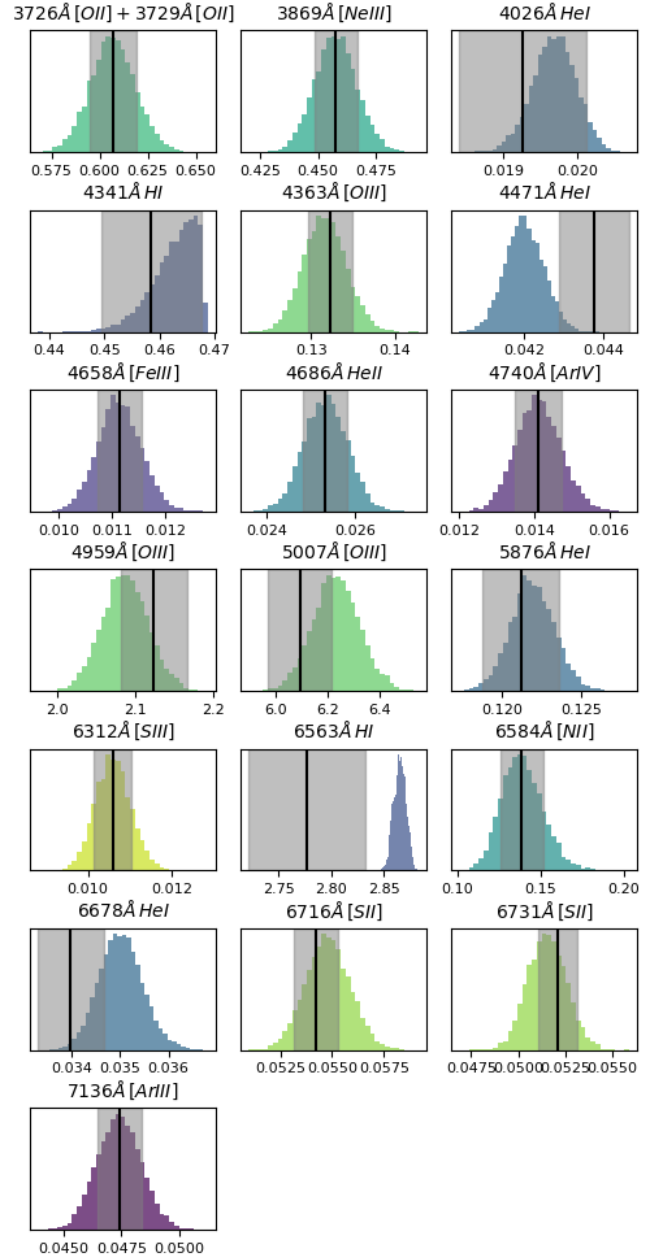 3726Å [OII] + 3729Å [OII] 3869Å [NeIII] 4026Å HeI
0.575 0.600 0.625 0.650 0.425 0.450 0.475 0.019 0.020
4341Å HI 4363Å [OIII] 4471Å HeI
0.44 0.45 0.46 0.47 0.13 0.14 0.042 0.044
4658Å [FeIII] 4686Å HeII 4740Å [ArIV]
0.010 0.011 0.012 0.024 0.026 0.012 0.014 0.016
4959Å [OIII] 5007Å [OIII] 5876Å HeI
2.0 2.1 2.2 6.0 6.2 6.4 0.120 0.125
6312Å [SIII] 6563Å HI 6584Å [NII]
0.010 0.012 2.75 2.80 2.85 0.10 0.15 0.20
6678Å HeI 6716Å [SII] 6731Å [SII]
0.034 0.035 0.036 0.0525 0.0550 0.0575 0.0475 0.0500 0.0525 0.0550
7136Å [ArIII]
0.0450 0.0475 0.0500